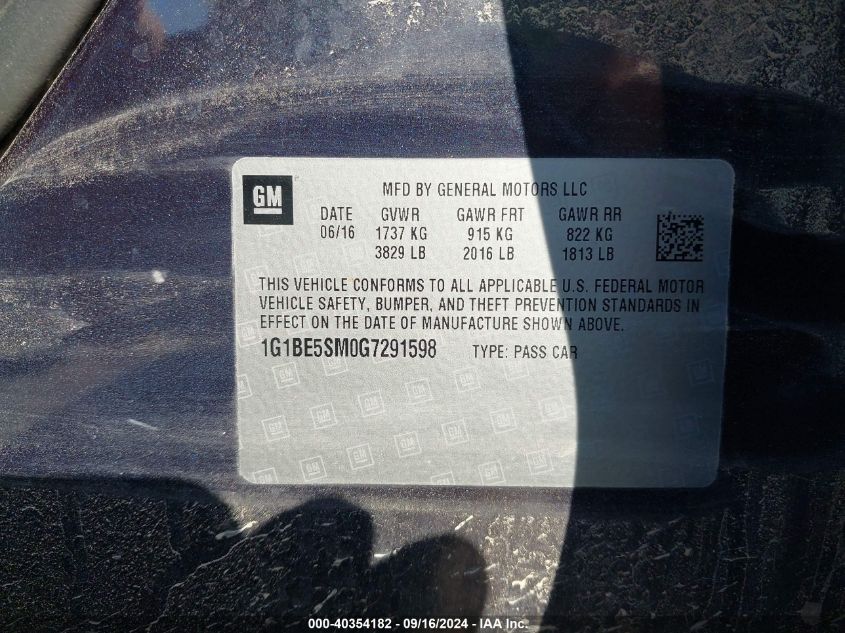 GM
MFD BY GENERAL MOTORS LLC
DATE GVWR GAWR FRT GAWR RR
06/16 1737 KG 915 KG 822 KG
3829 LB 2016 LB 1813 LB
THIS VEHICLE CONFORMS TO ALL APPLICABLE U.S. FEDERAL MOTOR
VEHICLE SAFETY, BUMPER, AND THEFT PREVENTION STANDARDS IN
EFFECT ON THE DATE OF MANUFACTURE SHOWN ABOVE.
1G1BE5SM0G7291598 TYPE: PASS CAR
000-40354182 - 09/16/2024 - IAA Inc.